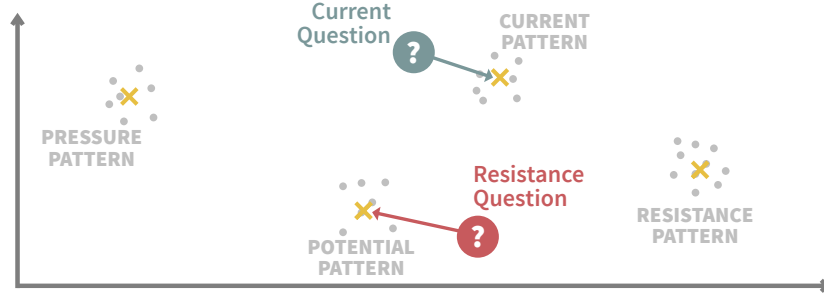 Current
Question
?
CURRENT
PATTERN
PRESSURE
PATTERN
Resistance
Question
?
POTENTIAL
PATTERN
RESISTANCE
PATTERN